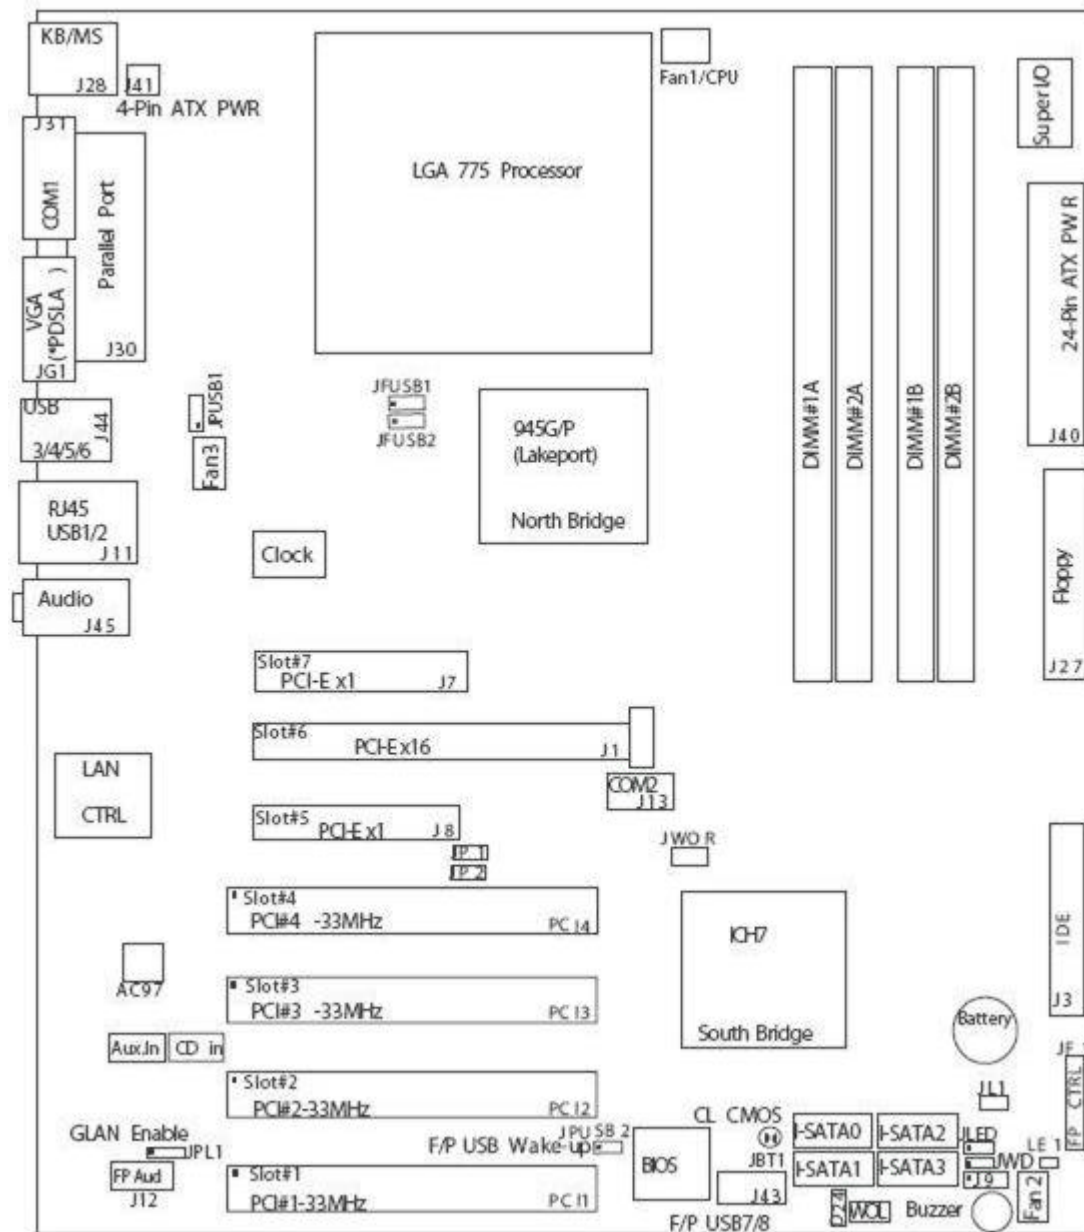 KB/MS
J28
J41
4-Pin ATX PWR
Fan1/CPU
Super I/O
J31
COM1
Parallel Port
J30
LGA 775 Processor
24-Pin ATX PWR
J40
VGA
(*PDSLA )
JG1
USB
3/4/5/6
J44
JPUSB1
Fan3
JFUSB1
JFUSB2
945G/P
(Lakeport)
North Bridge
DIMM#1A
DIMM#2A
DIMM#1B
DIMM#2B
RJ45
USB1/2
J11
Clock
Floppy
J27
Audio
J45
Slot#7
PCI-E x1
J7
Slot#6
PCI-E x16
J1
LAN
CTRL
COM2
J13
Slot#5
PCI-E x1
J8
JP1
JP2
JWOR
Slot#4
PCI#4 -33MHz
PCI4
ICH7
South Bridge
IDE
J3
AC97
Slot#3
PCI#3 -33MHz
PCI3
Battery
Aux.In
CD in
FP CTRL
JL1
Slot#2
PCI#2-33MHz
PCI2
GLAN Enable
JPL1
JPUSB2
F/P USB Wake-up
CL CMOS
JBT1
I-SATA0
I-SATA2
JLED
LE1
BIOS
I-SATA1
I-SATA3
JWD
FP Aud
J12
Slot#1
PCI#1-33MHz
PCI1
J43
F/P USB7/8
J9
Fan2
D24
WOL
Buzzer